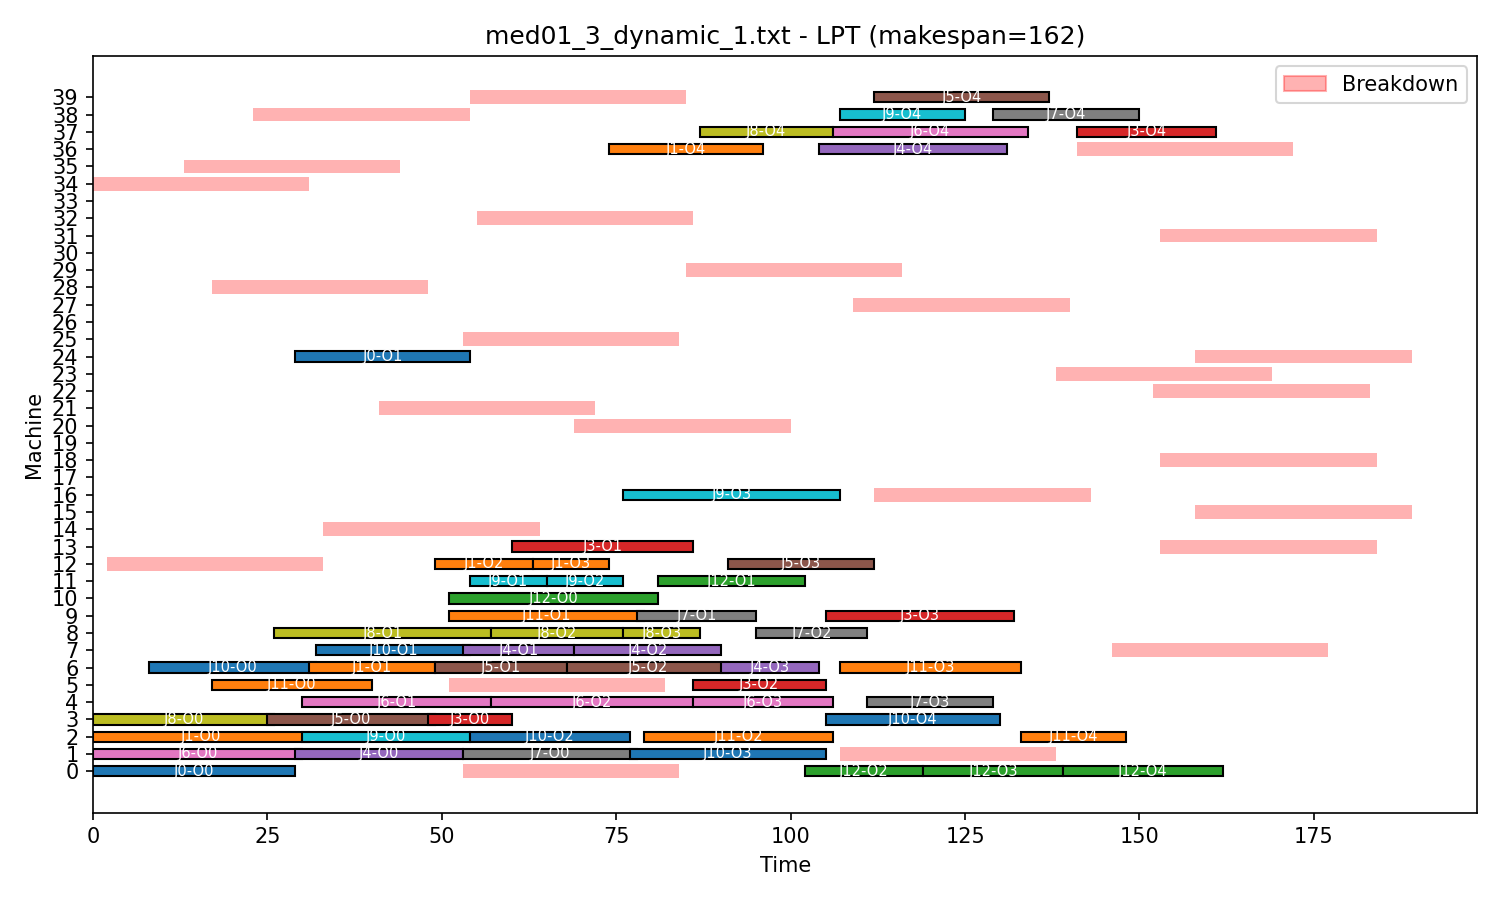 med01_3_dynamic_1.txt - LPT (makespan=162)
Breakdown
Machine
39 J5-O4
38 J9-O4 J7-O4
37 J8-O4 J6-O4 J3-O4
36 J1-O4 J4-O4
35
34
33
32
31
30
29
28
27
26
25
24 J0-O1
23
22
21
20
19
18
17
16 J9-O3
15
14
13 J3-O1
12 J1-O2 J1-O3 J5-O3
11 J9-O1 J9-O2 J12-O1
10 J12-O0
9 J11-O1 J7-O1 J3-O3
8 J8-O1 J8-O2 J8-O3 J7-O2
7 J10-O1 J4-O1 J4-O2
6 J10-O0 J1-O1 J5-O1 J5-O2 J4-O3 J11-O3
5 J11-O0 J3-O2
4 J6-O1 J6-O2 J6-O3 J7-O3
3 J8-O0 J5-O0 J3-O0 J10-O4
2 J1-O0 J9-O0 J10-O2 J11-O2 J11-O4
1 J6-O0 J4-O0 J7-O0 J10-O3
0 J0-O0 J12-O2 J12-O3 J12-O4
0 25 50 75 100 125 150 175
Time